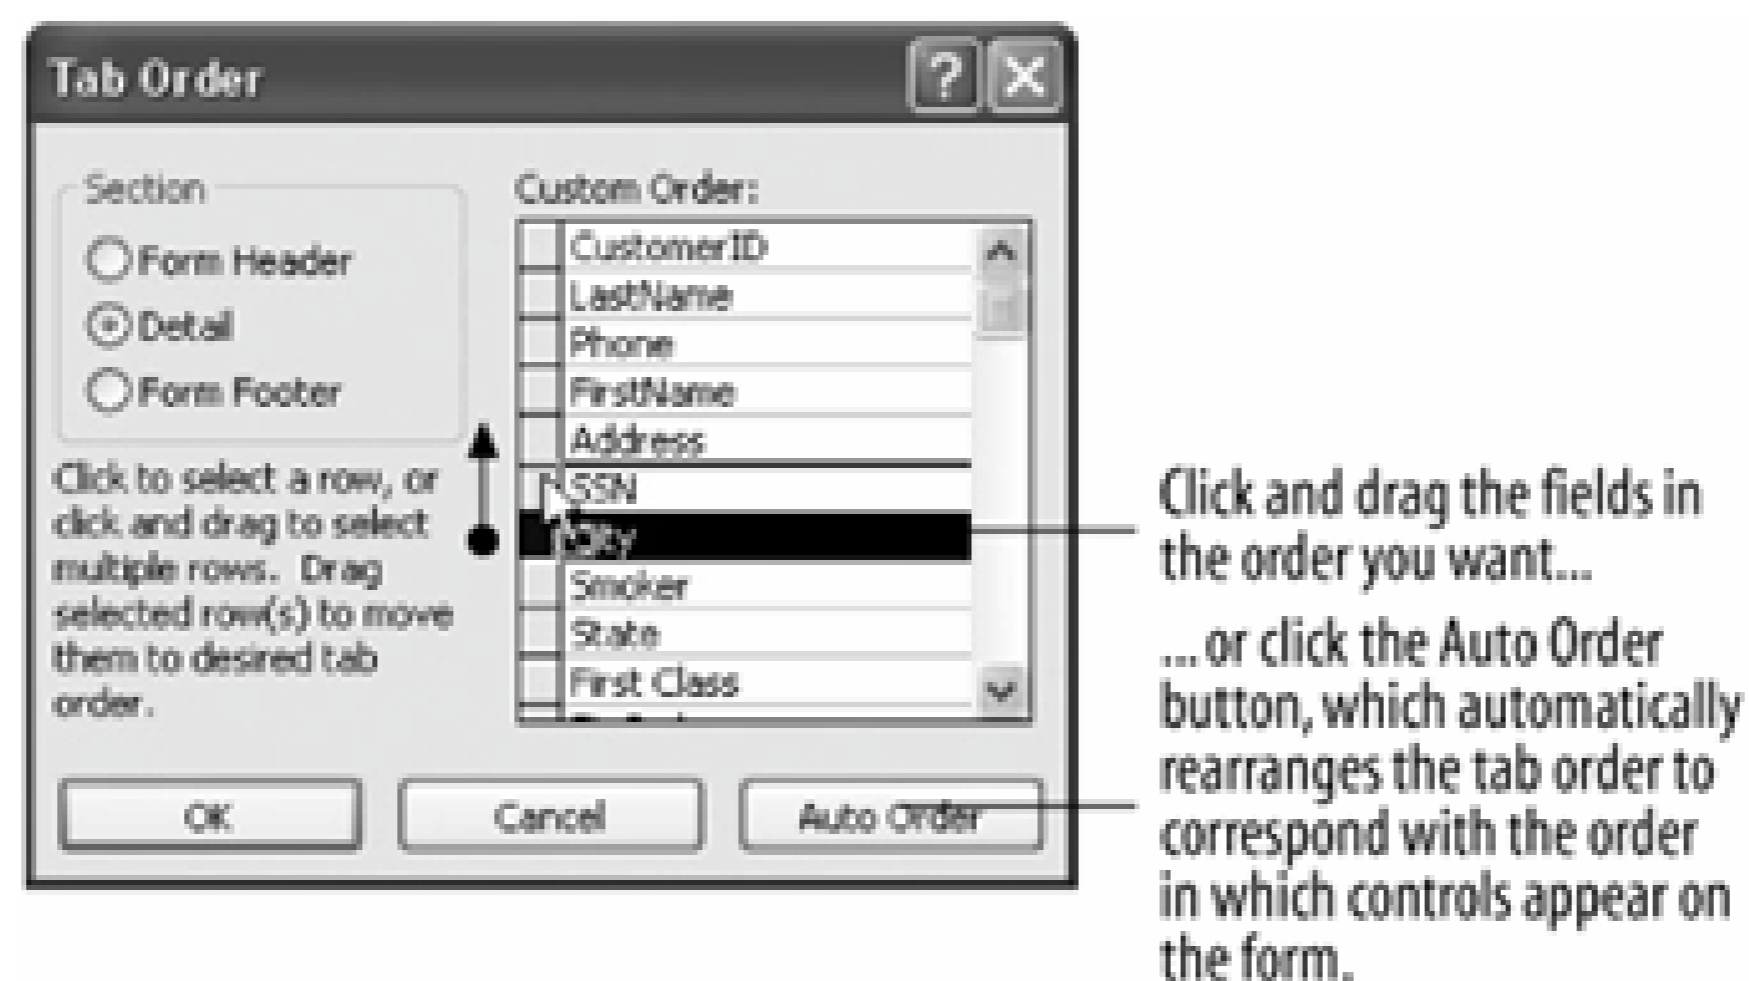 Tab Order
Section
Form Header
Detail
Form Footer
Click to select a row, or
click and drag to select
multiple rows. Drag
selected row(s) to move
them to desired tab
order.
Custom Order:
CustomerID
LastName
Phone
FirstName
Address
SSN
City
Smoker
State
First Class
OK
Cancel
Auto Order
Click and drag the fields in
the order you want...
...or click the Auto Order
button, which automatically
rearranges the tab order to
correspond with the order
in which controls appear on
the form.